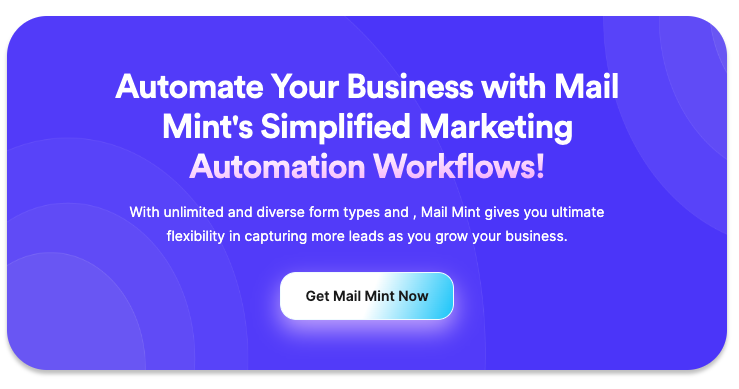 Automate Your Business with Mail
Mint's Simplified Marketing
Automation Workflows!
With unlimited and diverse form types and , Mail Mint gives you ultimate
flexibility in capturing more leads as you grow your business.
Get Mail Mint Now